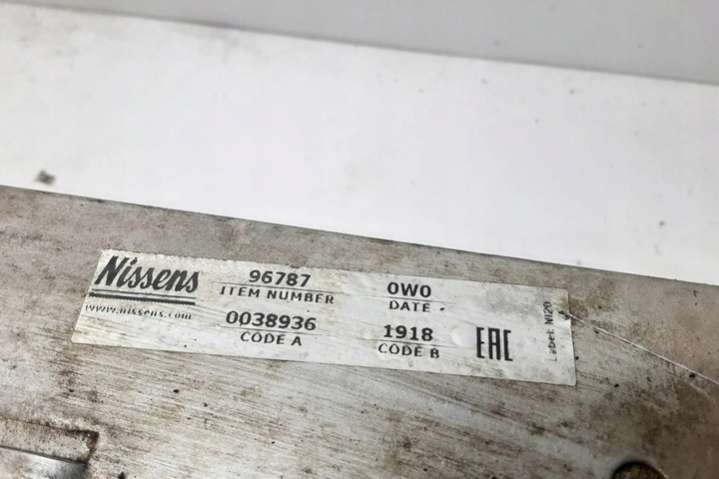 Nissens
www.nissens.com
96787
ITEM NUMBER
0W0
DATE
0038936
CODE A
1918
CODE B
EAC
Label: NI20